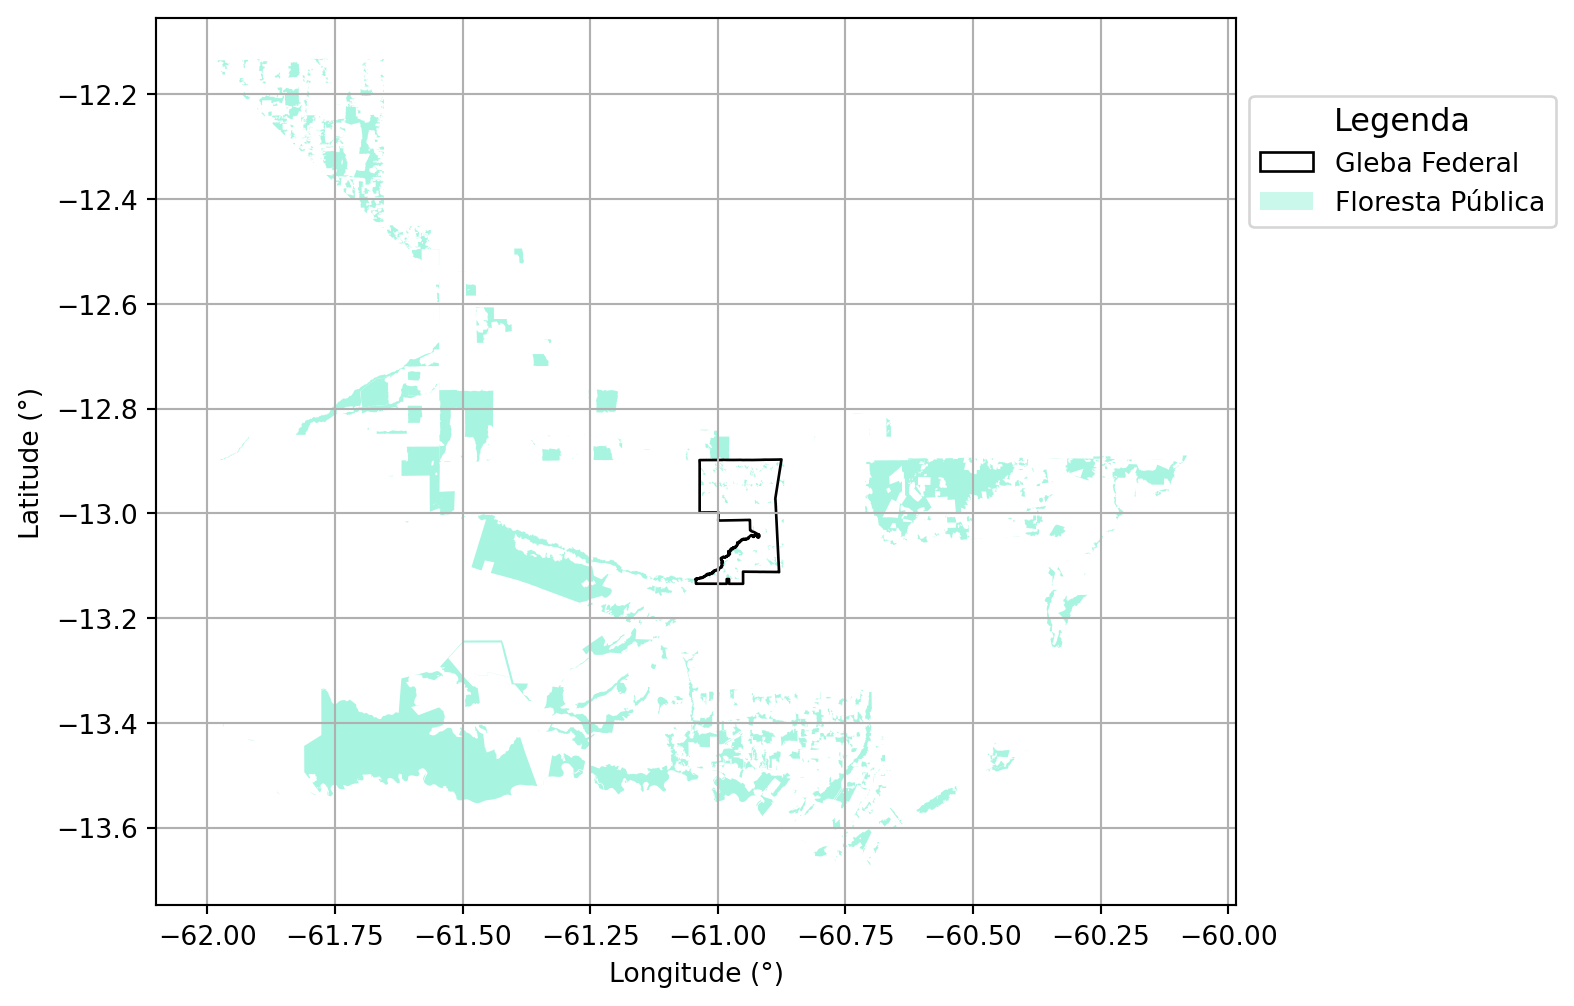 Legenda
Gleba Federal
Floresta Pública
−12.2
−12.4
−12.6
−12.8
−13.0
−13.2
−13.4
−13.6
Latitude (°)
−62.00 −61.75 −61.50 −61.25 −61.00 −60.75 −60.50 −60.25 −60.00
Longitude (°)